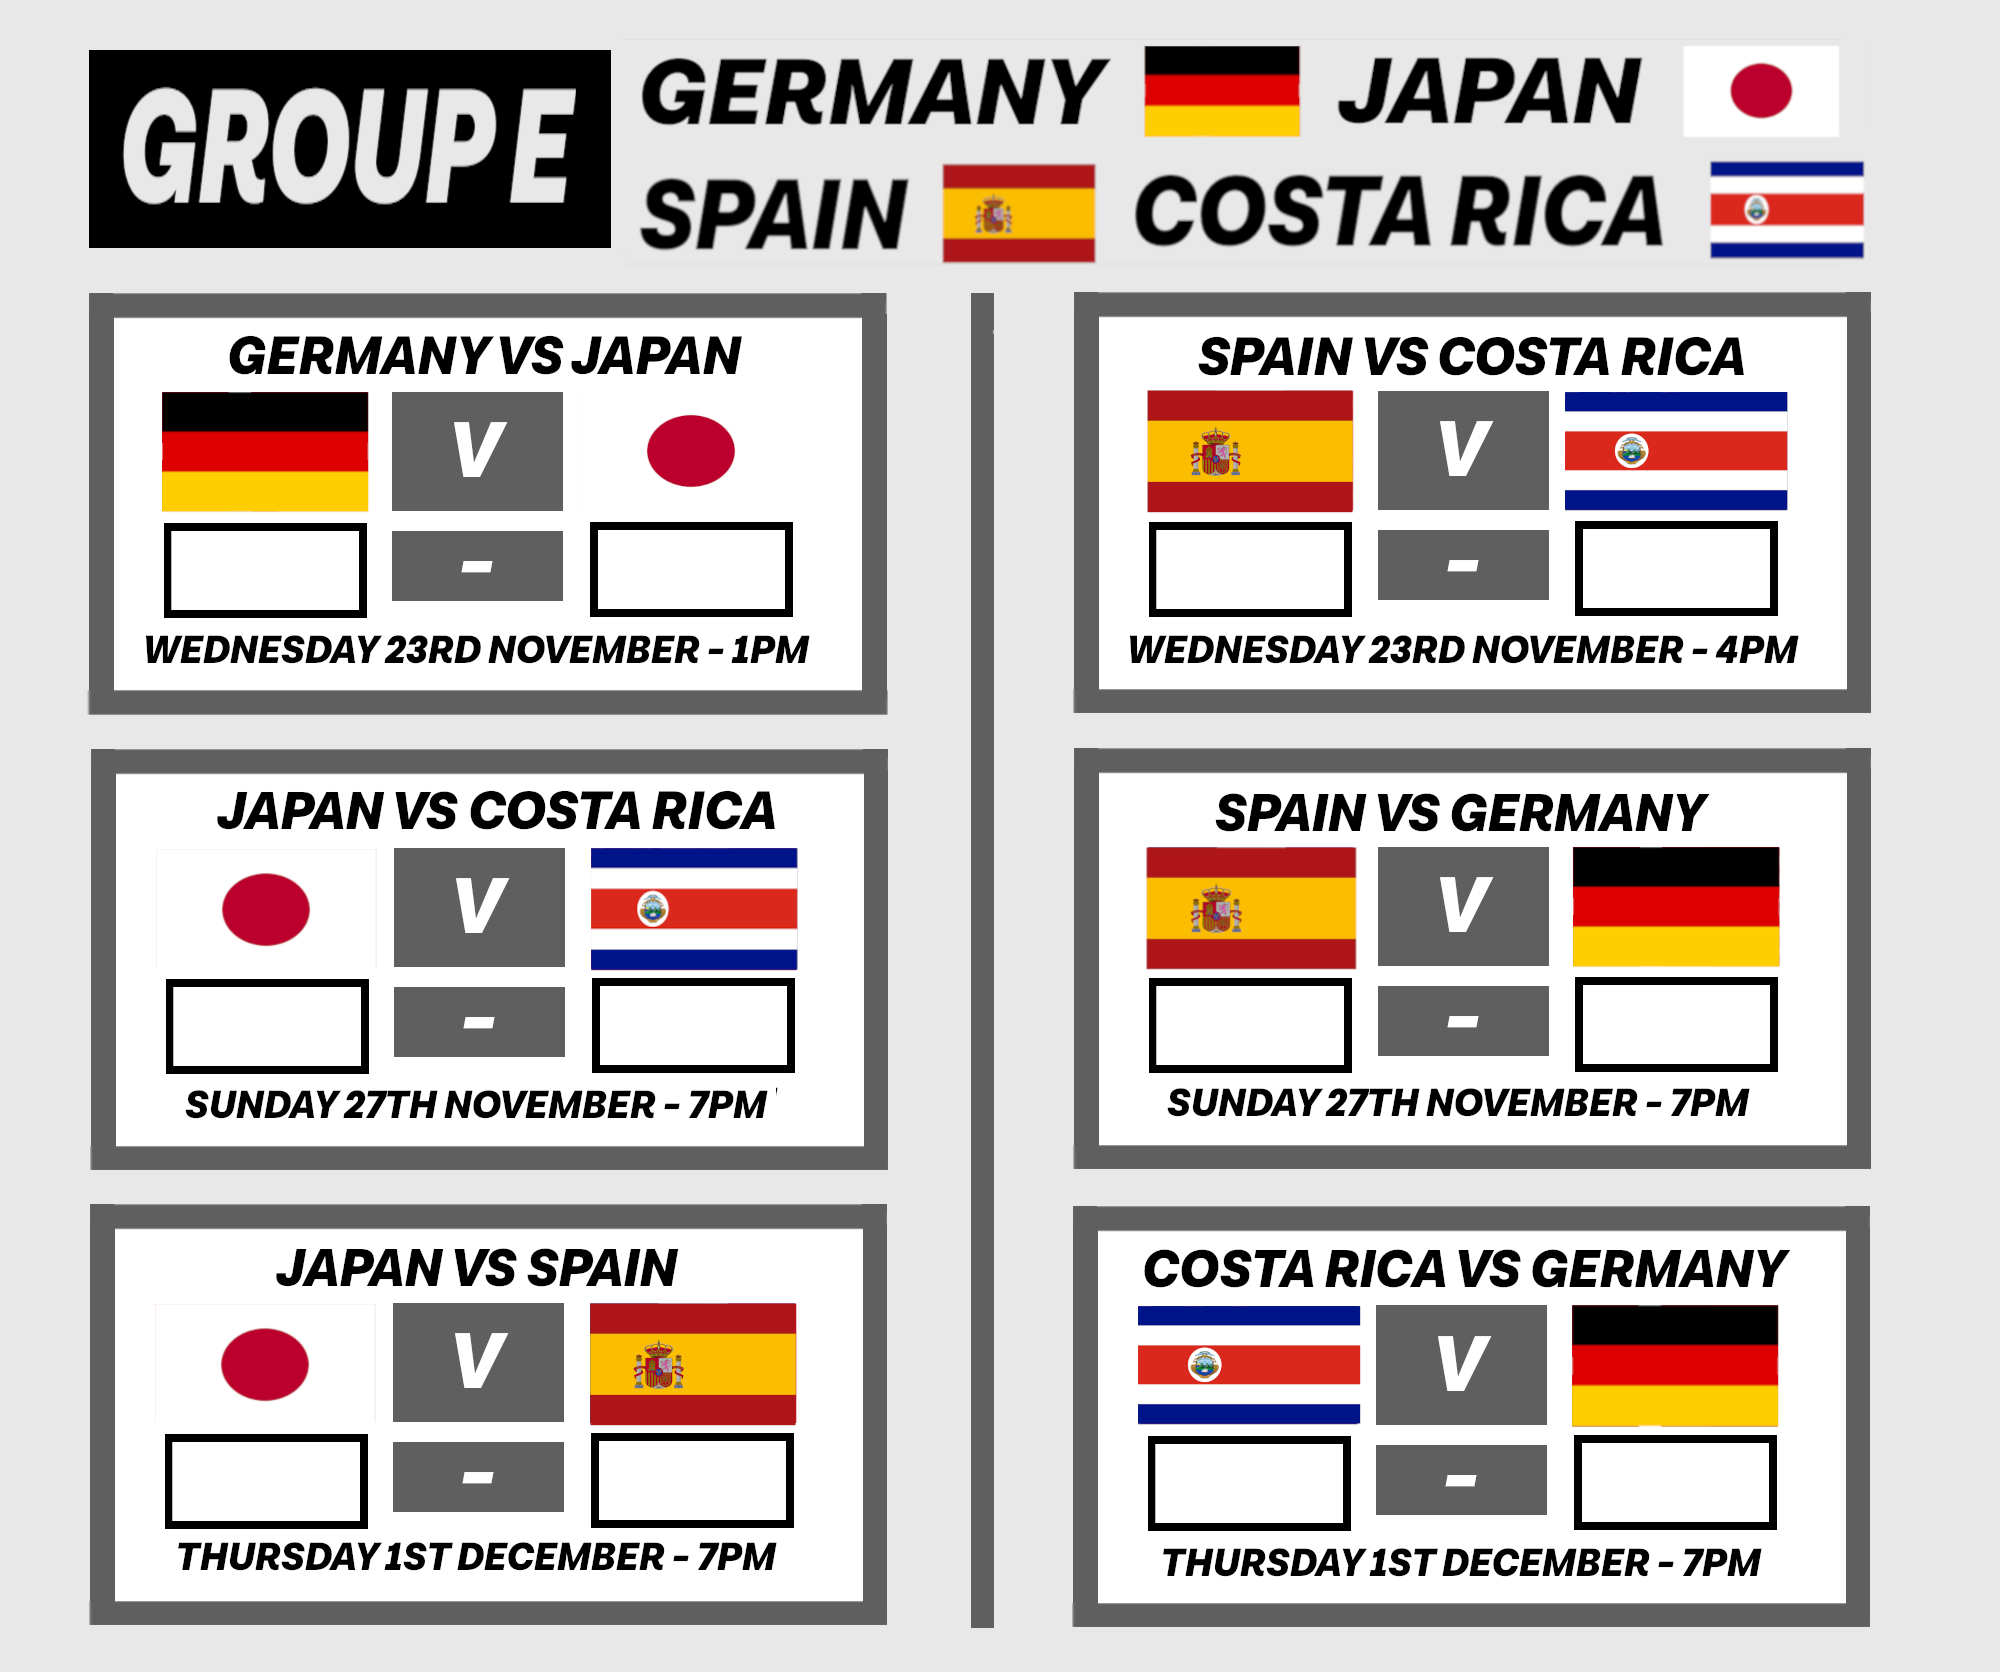 GROUP E
GERMANY JAPAN
SPAIN COSTA RICA
GERMANY VS JAPAN
V
-
WEDNESDAY 23RD NOVEMBER - 1PM
SPAIN VS COSTA RICA
V
-
WEDNESDAY 23RD NOVEMBER - 4PM
JAPAN VS COSTA RICA
V
-
SUNDAY 27TH NOVEMBER - 7PM
SPAIN VS GERMANY
V
-
SUNDAY 27TH NOVEMBER - 7PM
JAPAN VS SPAIN
V
-
THURSDAY 1ST DECEMBER - 7PM
COSTA RICA VS GERMANY
V
-
THURSDAY 1ST DECEMBER - 7PM